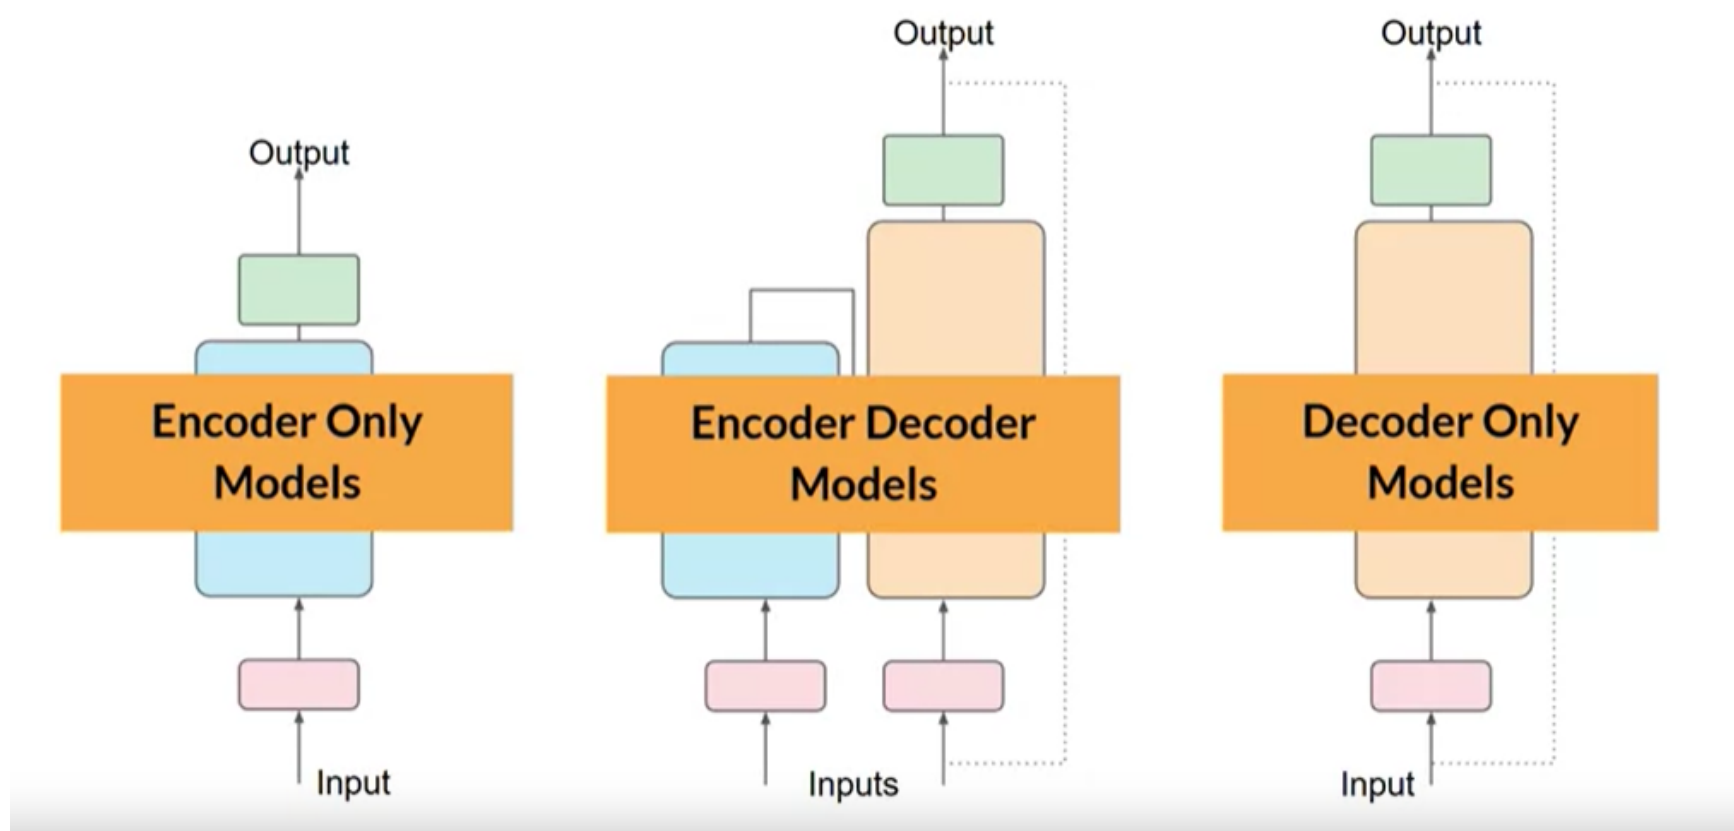 Output
Encoder Only
Models
Input
Output
Encoder Decoder
Models
Inputs
Output
Decoder Only
Models
Input